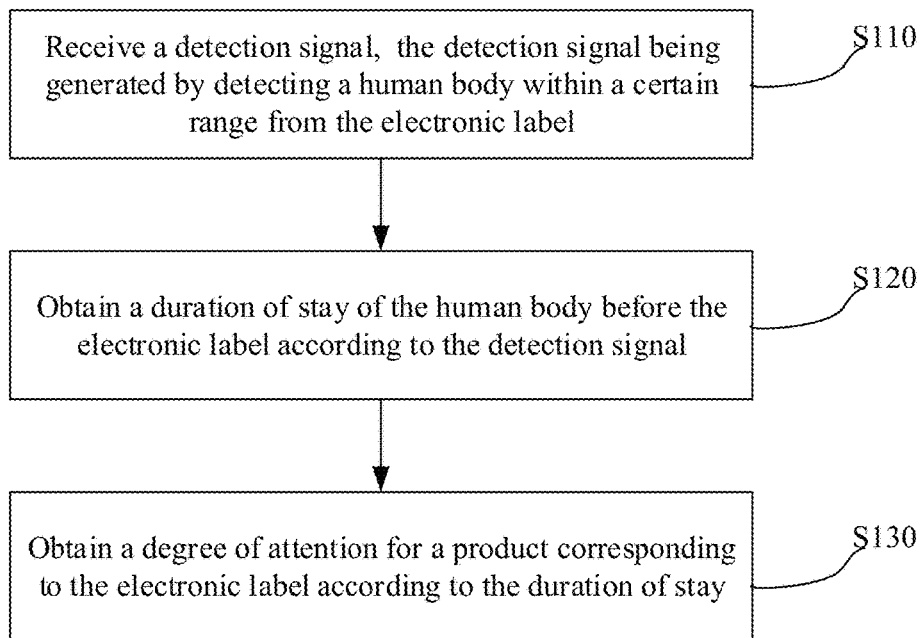 Receive a detection signal, the detection signal being
generated by detecting a human body within a certain
range from the electronic label
S110
Obtain a duration of stay of the human body before the
electronic label according to the detection signal
S120
Obtain a degree of attention for a product corresponding
to the electronic label according to the duration of stay
S130